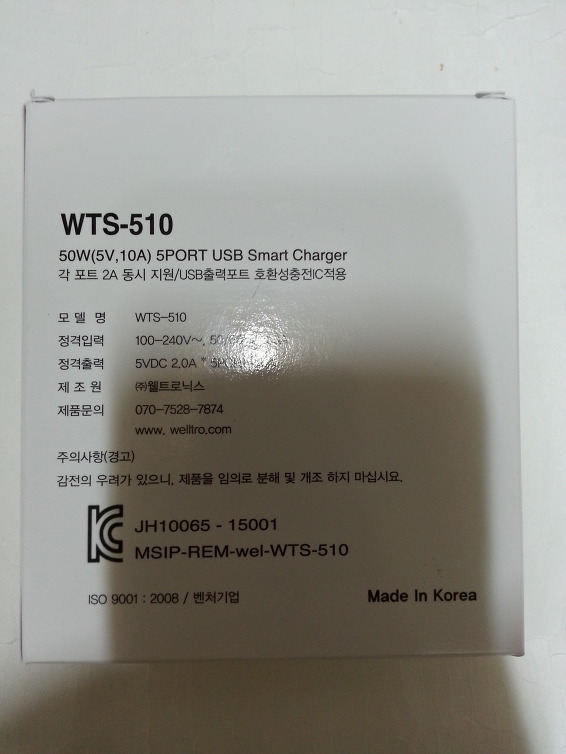 WTS-510
50W(5V,10A) 5PORT USB Smart Charger
각 포트 2A 동시 지원/USB출력포트 호환성충전IC적용
모 델 명 WTS-510
정격입력 100-240V~,
정격출력 5VDC 2.0A *
제 조 원 ㈜웰트로닉스
제품문의 070-7528-7874
www. welltro.com
주의사항(경고)
감전의 우려가 있으니, 제품을 임의로 분해 및 개조 하지 마십시요.
JH10065 - 15001
MSIP-REM-wel-WTS-510
ISO 9001 : 2008 / 벤처기업
Made In Korea